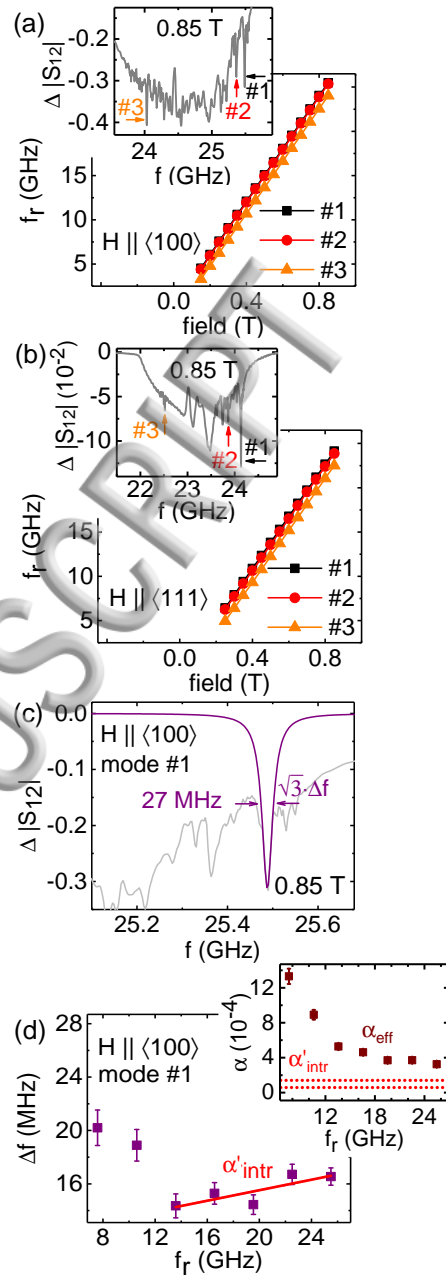 (a)
0.85 T
Δ |S12|
-0.2
-0.3
-0.4
#1
#2
#3
24 25
f (GHz)
fr (GHz)
15
10
5
H || ⟨100⟩
#1
#2
#3
0.0 0.4 0.8
field (T)
(b)
0.85 T
Δ |S12| (10-2)
0
-5
-10
#3
#2
#1
22 23 24
f (GHz)
fr (GHz)
15
10
5
H || ⟨111⟩
#1
#2
#3
0.0 0.4 0.8
field (T)
(c)
H || ⟨100⟩
mode #1
Δ |S12|
0.0
-0.1
-0.2
-0.3
27 MHz
√3·Δf
0.85 T
25.2 25.4 25.6
f (GHz)
(d)
H || ⟨100⟩
mode #1
Δf (MHz)
28
24
20
16
α'intr
8 12 16 20 24
fr (GHz)
α (10-4)
12
8
4
0
αeff
α'intr
8 12 16 20 24
fr (GHz)
USCRIPT